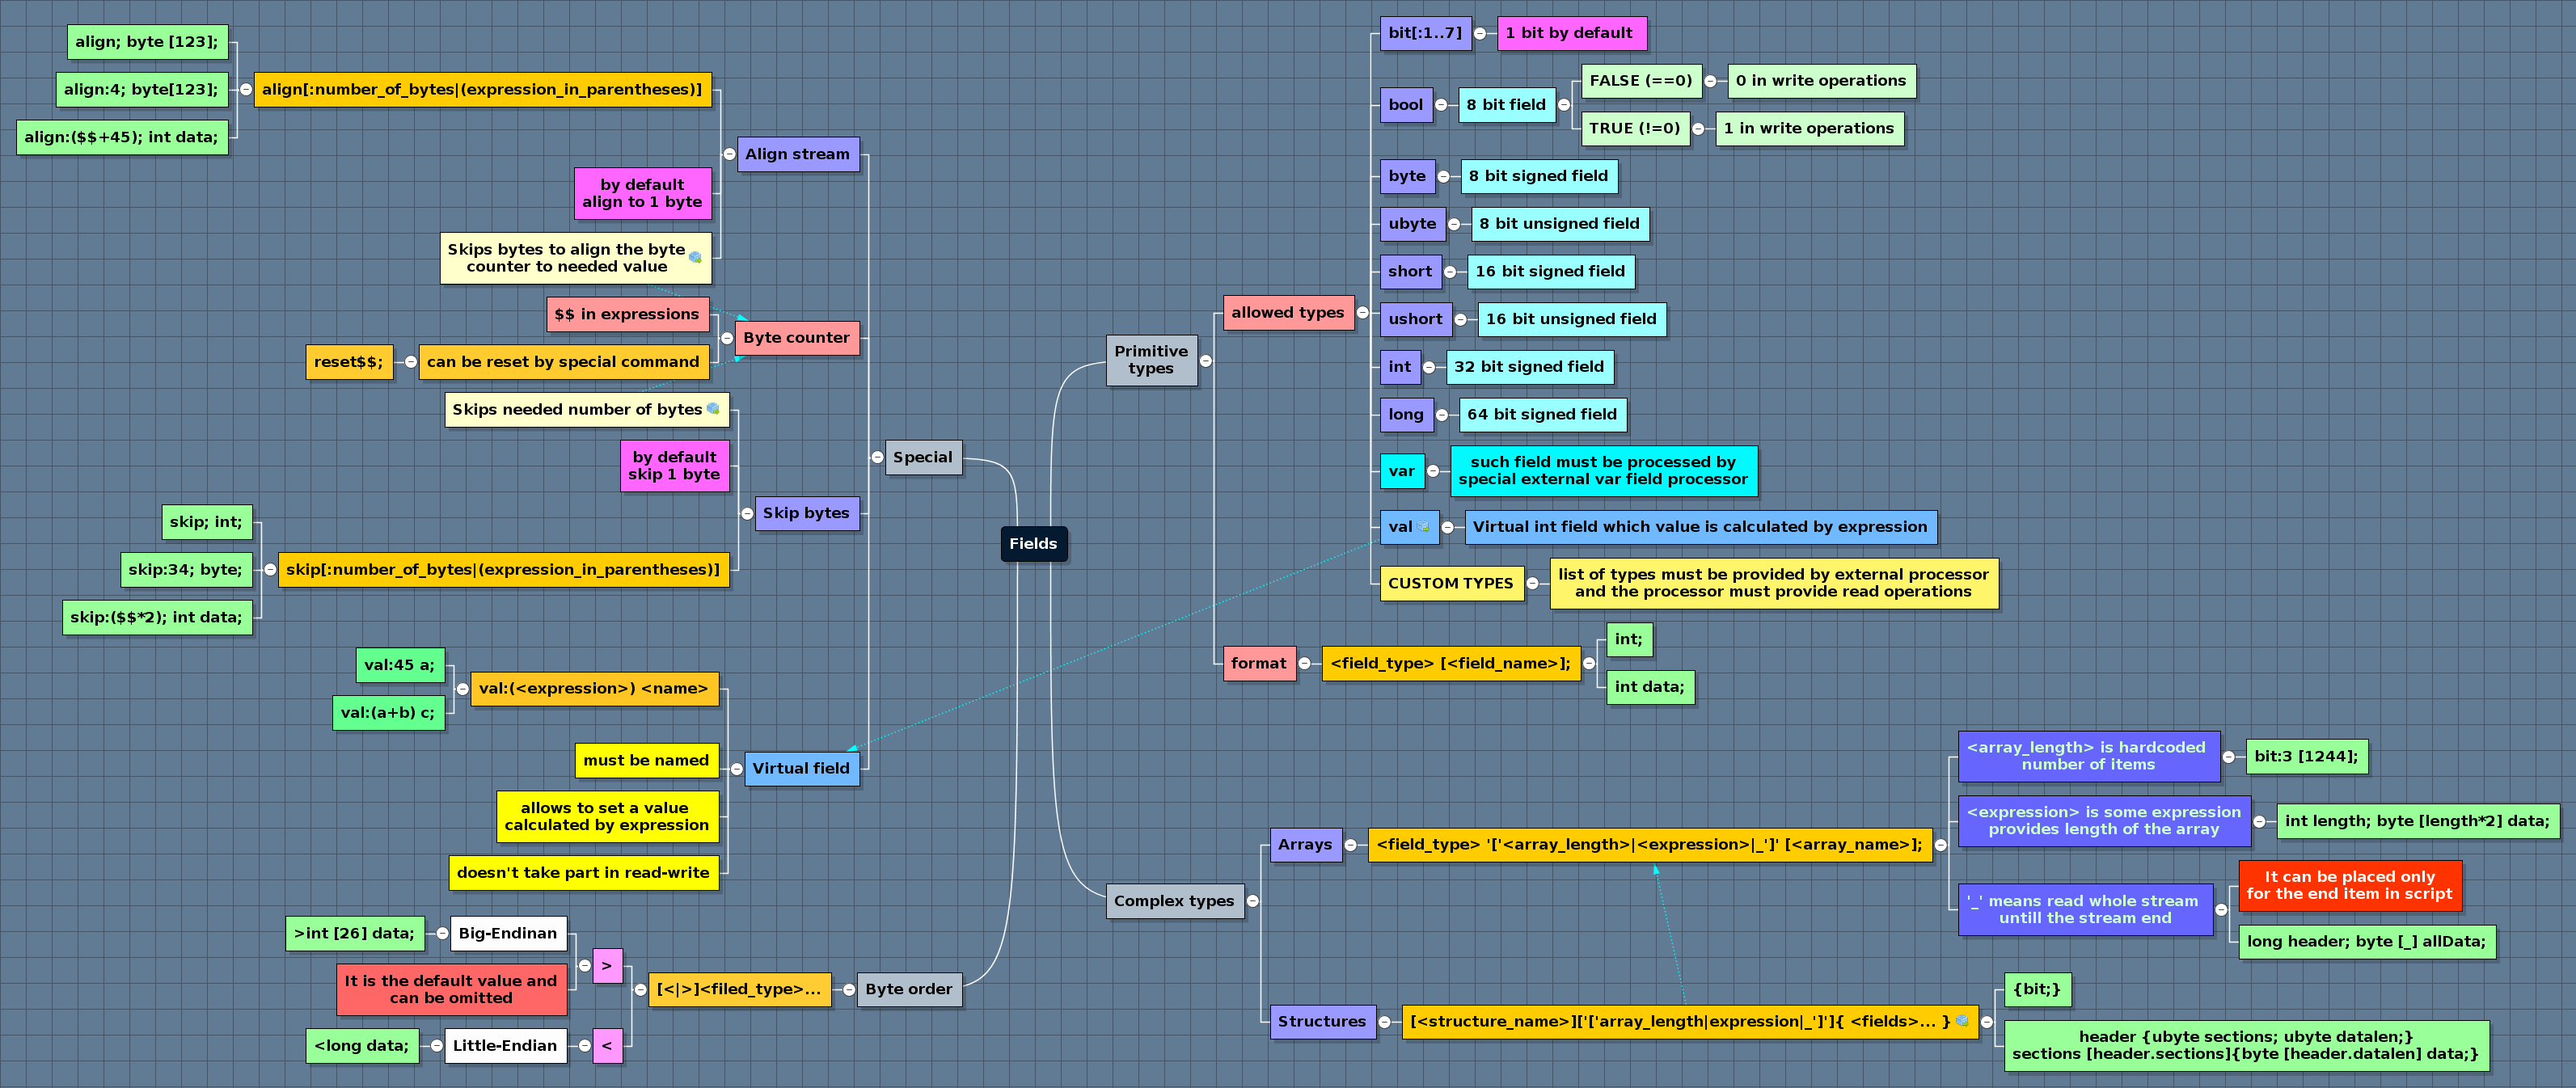 Fields
Primitive
types
allowed types
bit[:1..7]
1 bit by default
bool
8 bit field
FALSE (==0)
0 in write operations
TRUE (!=0)
1 in write operations
byte
8 bit signed field
ubyte
8 bit unsigned field
short
16 bit signed field
ushort
16 bit unsigned field
int
32 bit signed field
long
64 bit signed field
var
such field must be processed by
special external var field processor
val
Virtual int field which value is calculated by expression
CUSTOM TYPES
list of types must be provided by external processor
and the processor must provide read operations
format
<field_type> [<field_name>];
int;
int data;
Complex types
Arrays
<field_type> '['<array_length>|<expression>|_']' [<array_name>];
<array_length> is hardcoded
number of items
bit:3 [1244];
<expression> is some expression
provides length of the array
int length; byte [length*2] data;
'_' means read whole stream
untill the stream end
It can be placed only
for the end item in script
long header; byte [_] allData;
Structures
[<structure_name>]['['array_length|expression|_']']{ <fields>... }
{bit;}
header {ubyte sections; ubyte datalen;}
sections [header.sections]{byte [header.datalen] data;}
Special
Align stream
align[:number_of_bytes|(expression_in_parentheses)]
align; byte [123];
align:4; byte[123];
align:($$+45); int data;
by default
align to 1 byte
Skips bytes to align the byte
counter to needed value
Byte counter
$$ in expressions
can be reset by special command
reset$$;
Skip bytes
Skips needed number of bytes
by default
skip 1 byte
skip[:number_of_bytes|(expression_in_parentheses)]
skip; int;
skip:34; byte;
skip:($$*2); int data;
Virtual field
val:(<expression>) <name>
val:45 a;
val:(a+b) c;
must be named
allows to set a value
calculated by expression
doesn't take part in read-write
Byte order
[<|>]<filed_type>...
>
Big-Endinan
>int [26] data;
It is the default value and
can be omitted
<
Little-Endian
<long data;